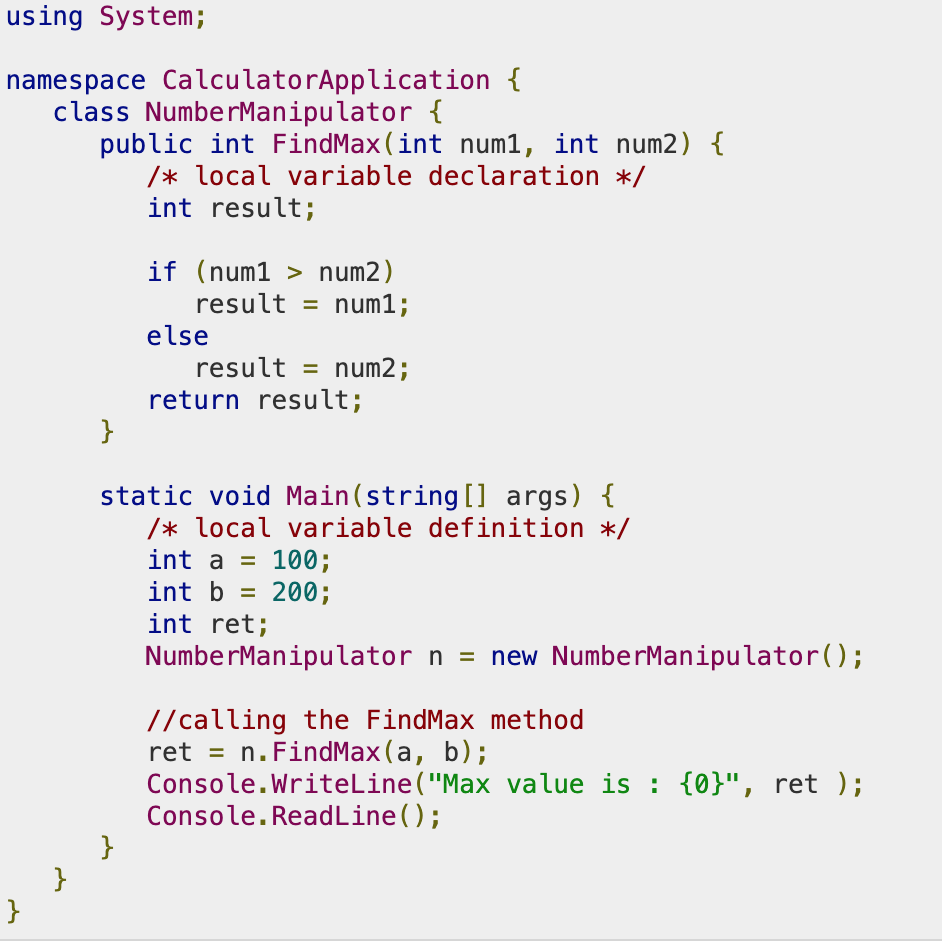 using System;

namespace CalculatorApplication {
   class NumberManipulator {
      public int FindMax(int num1, int num2) {
         /* local variable declaration */
         int result;

         if (num1 > num2)
            result = num1;
         else
            result = num2;
         return result;
      }

      static void Main(string[] args) {
         /* local variable definition */
         int a = 100;
         int b = 200;
         int ret;
         NumberManipulator n = new NumberManipulator();

         //calling the FindMax method
         ret = n.FindMax(a, b);
         Console.WriteLine("Max value is : {0}", ret );
         Console.ReadLine();
      }
   }
}